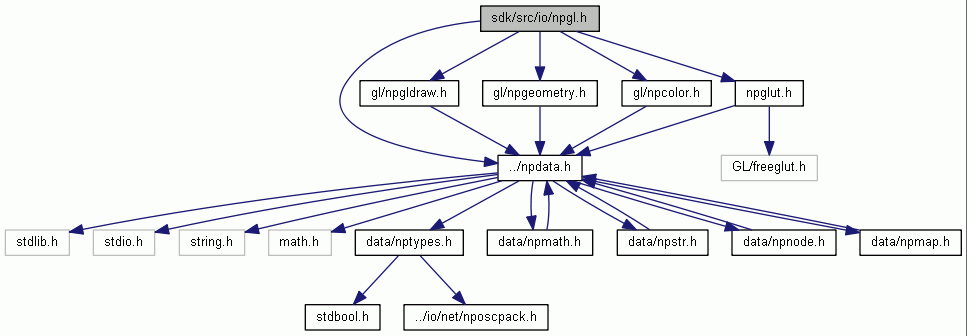 sdk/src/io/npgl.h
gl/npgldraw.h
gl/npgeometry.h
gl/npcolor.h
npglut.h
../npdata.h
GL/freeglut.h
stdlib.h
stdio.h
string.h
math.h
data/nptypes.h
data/npmath.h
data/npstr.h
data/npnode.h
data/npmap.h
stdbool.h
../io/net/nposcpack.h